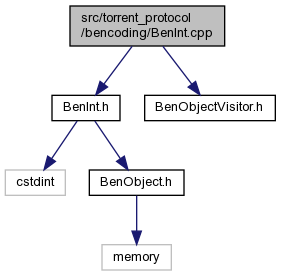 src/torrent_protocol
/bencoding/BenInt.cpp
BenInt.h
BenObjectVisitor.h
cstdint
BenObject.h
memory